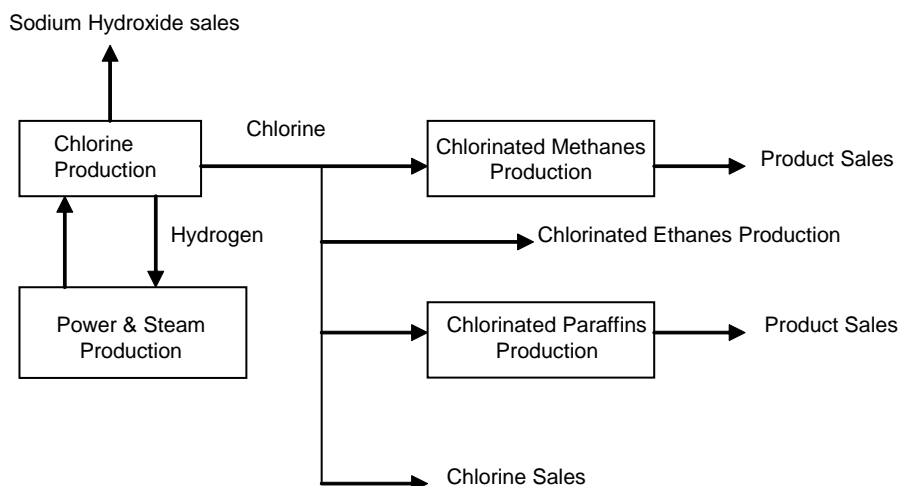 Sodium Hydroxide sales
Chlorine
Production
Chlorine
Chlorinated Methanes
Production
Product Sales
Hydrogen
Chlorinated Ethanes Production
Power & Steam
Production
Chlorinated Paraffins
Production
Product Sales
Chlorine Sales